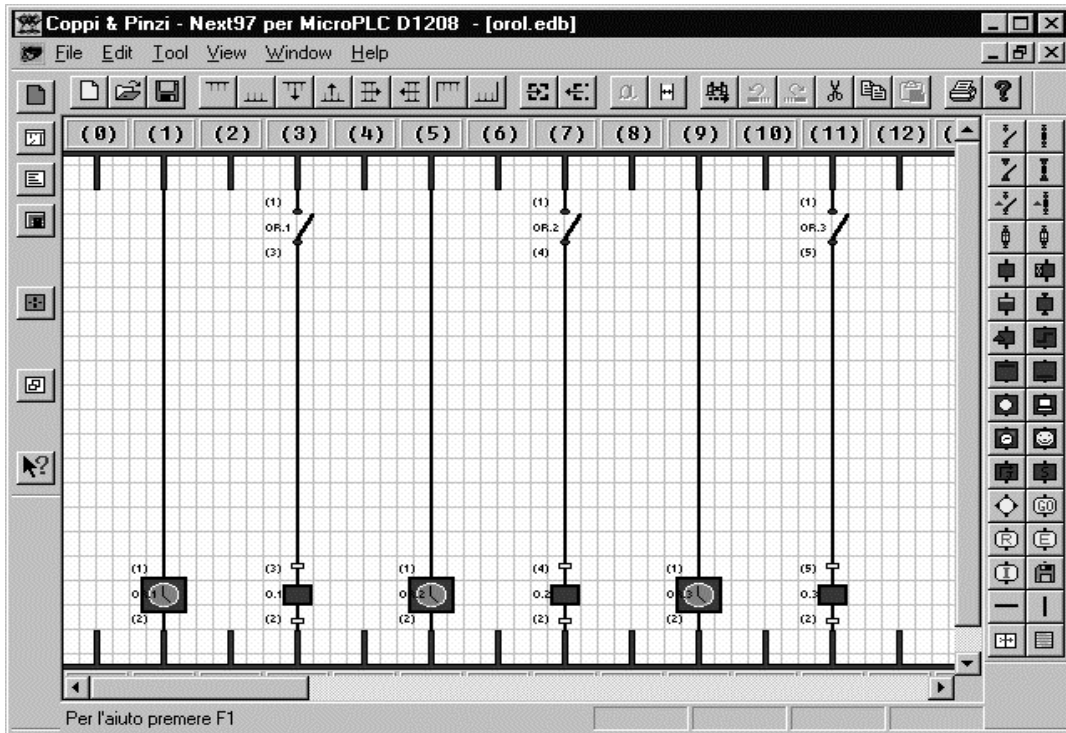 Coppi & Pinzi - Next97 per MicroPLC D1208 - [orol.edb]
File Edit Tool View Window Help
(0) (1) (2) (3) (4) (5) (6) (7) (8) (9) (10) (11) (12) (
(1) (1) (1)
OR.1 OR.2 OR.3
(3) (4) (5)
(1) (3) (1) (4) (1) (5)
O.1 O.2 O.3
(2) (2) (2) (2) (2) (2)
GO
R E
I
Per l'aiuto premere F1